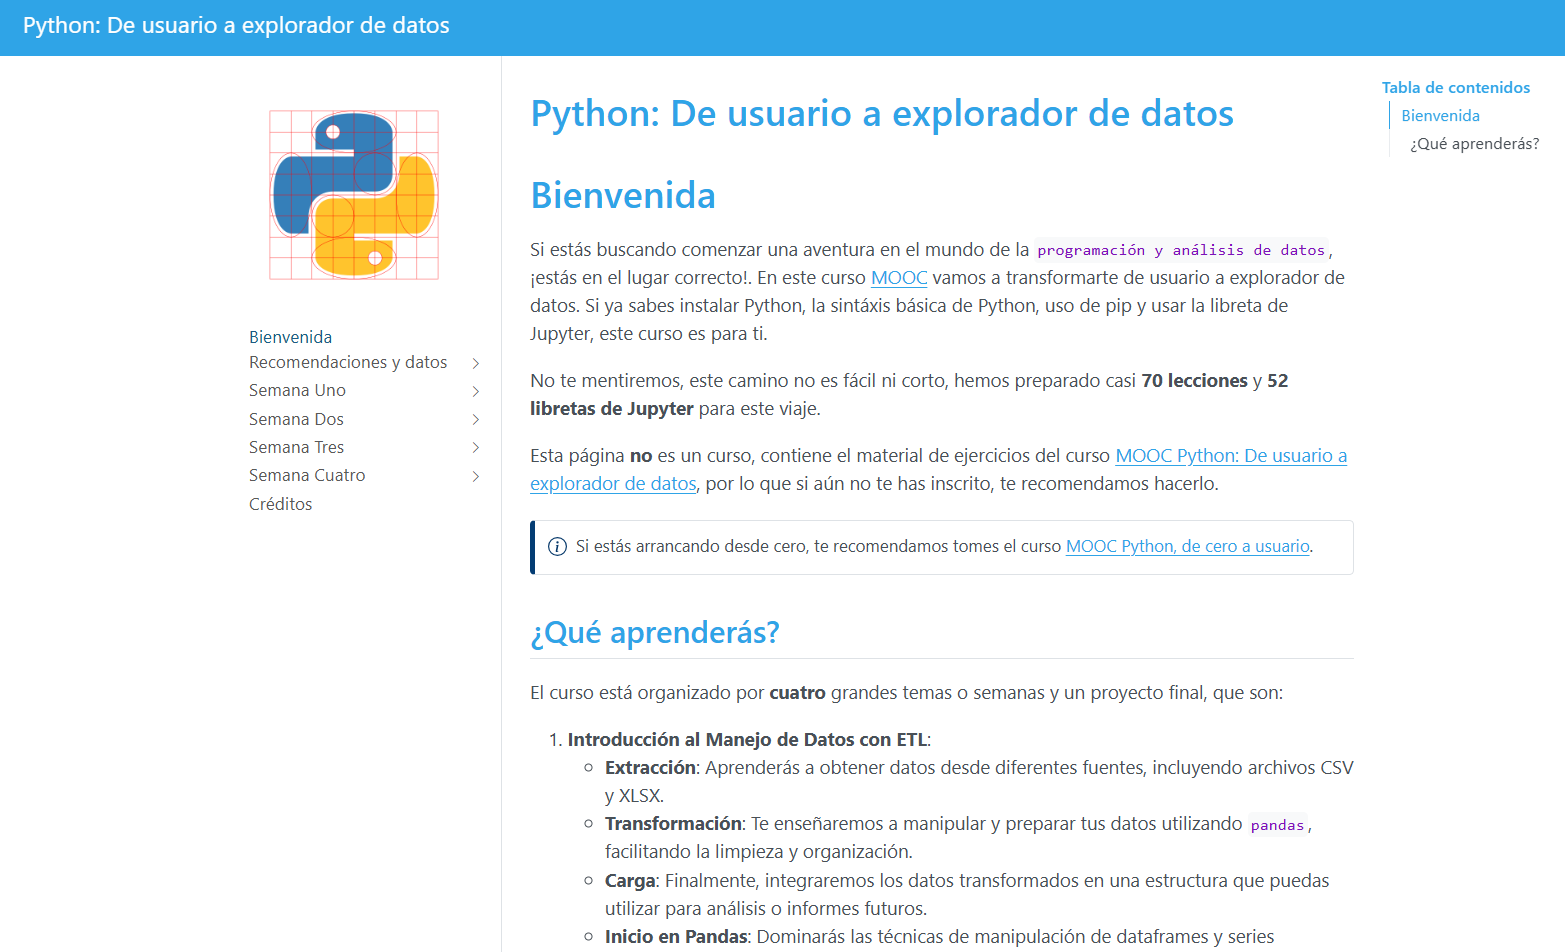 Python: De usuario a explorador de datos
Bienvenida
Recomendaciones y datos
Semana Uno
Semana Dos
Semana Tres
Semana Cuatro
Créditos
Python: De usuario a explorador de datos
Bienvenida
Si estás buscando comenzar una aventura en el mundo de la programación y análisis de datos,
¡estás en el lugar correcto!. En este curso MOOC vamos a transformarte de usuario a explorador de
datos. Si ya sabes instalar Python, la sintáxis básica de Python, uso de pip y usar la libreta de
Jupyter, este curso es para ti.
No te mentiremos, este camino no es fácil ni corto, hemos preparado casi 70 lecciones y 52
libretas de Jupyter para este viaje.
Esta página no es un curso, contiene el material de ejercicios del curso MOOC Python: De usuario a
explorador de datos, por lo que si aún no te has inscrito, te recomendamos hacerlo.
Si estás arrancando desde cero, te recomendamos tomes el curso MOOC Python, de cero a usuario.
¿Qué aprenderás?
El curso está organizado por cuatro grandes temas o semanas y un proyecto final, que son:
1. Introducción al Manejo de Datos con ETL:
Extracción: Aprenderás a obtener datos desde diferentes fuentes, incluyendo archivos CSV
y XLSX.
Transformación: Te enseñaremos a manipular y preparar tus datos utilizando pandas,
facilitando la limpieza y organización.
Carga: Finalmente, integraremos los datos transformados en una estructura que puedas
utilizar para análisis o informes futuros.
Inicio en Pandas: Dominarás las técnicas de manipulación de dataframes y series
Tabla de contenidos
Bienvenida
¿Qué aprenderás?